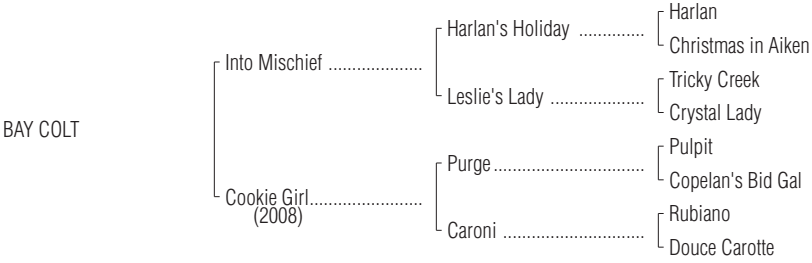 Harlan
Harlan's Holiday ..............
Christmas in Aiken
Into Mischief ....................
Tricky Creek
Leslie's Lady ....................
Crystal Lady
BAY COLT
Pulpit
Purge................................
Copelan's Bid Gal
Cookie Girl........................
(2008)
Rubiano
Caroni ..............................
Douce Carotte